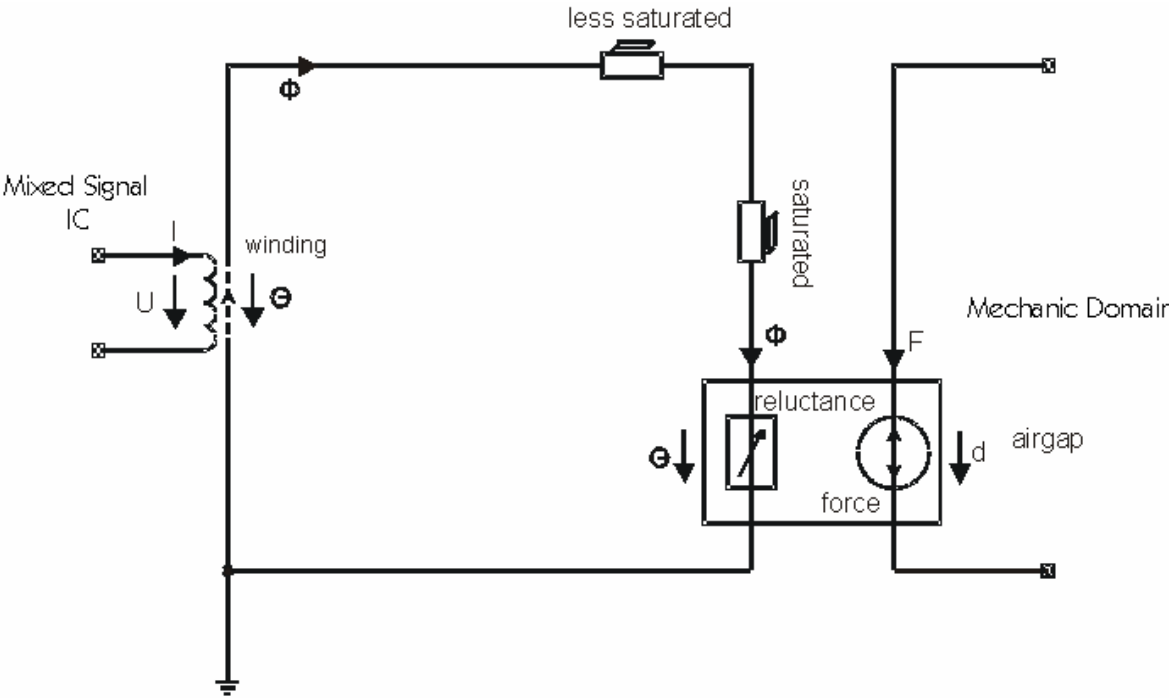 less saturated
Φ
Mixed Signal
IC
I
winding
U
Θ
saturated
Mechanic Domain
Φ
F
reluctance
Θ
d
airgap
force